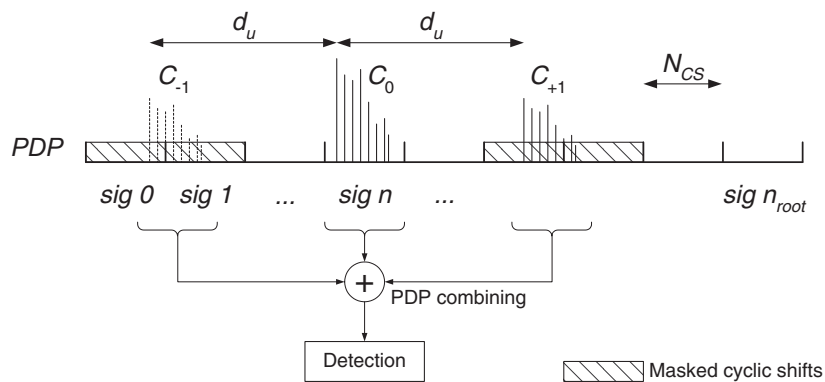 d_u d_u
C_-1 C_0 C_+1 N_CS
PDP
sig 0 sig 1 ... sig n ... sig n_root
+
PDP combining
Detection
Masked cyclic shifts